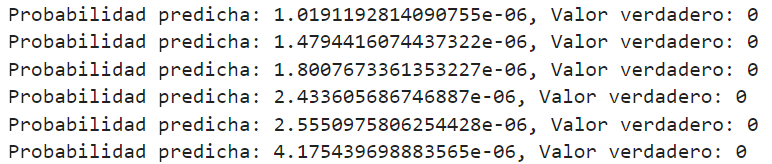 Probabilidad predicha: 1.0191192814090755e-06, Valor verdadero: 0
Probabilidad predicha: 1.4794416074437322e-06, Valor verdadero: 0
Probabilidad predicha: 1.8007673361353227e-06, Valor verdadero: 0
Probabilidad predicha: 2.433605686746887e-06, Valor verdadero: 0
Probabilidad predicha: 2.5550975806254428e-06, Valor verdadero: 0
Probabilidad predicha: 4.175439698883565e-06, Valor verdadero: 0